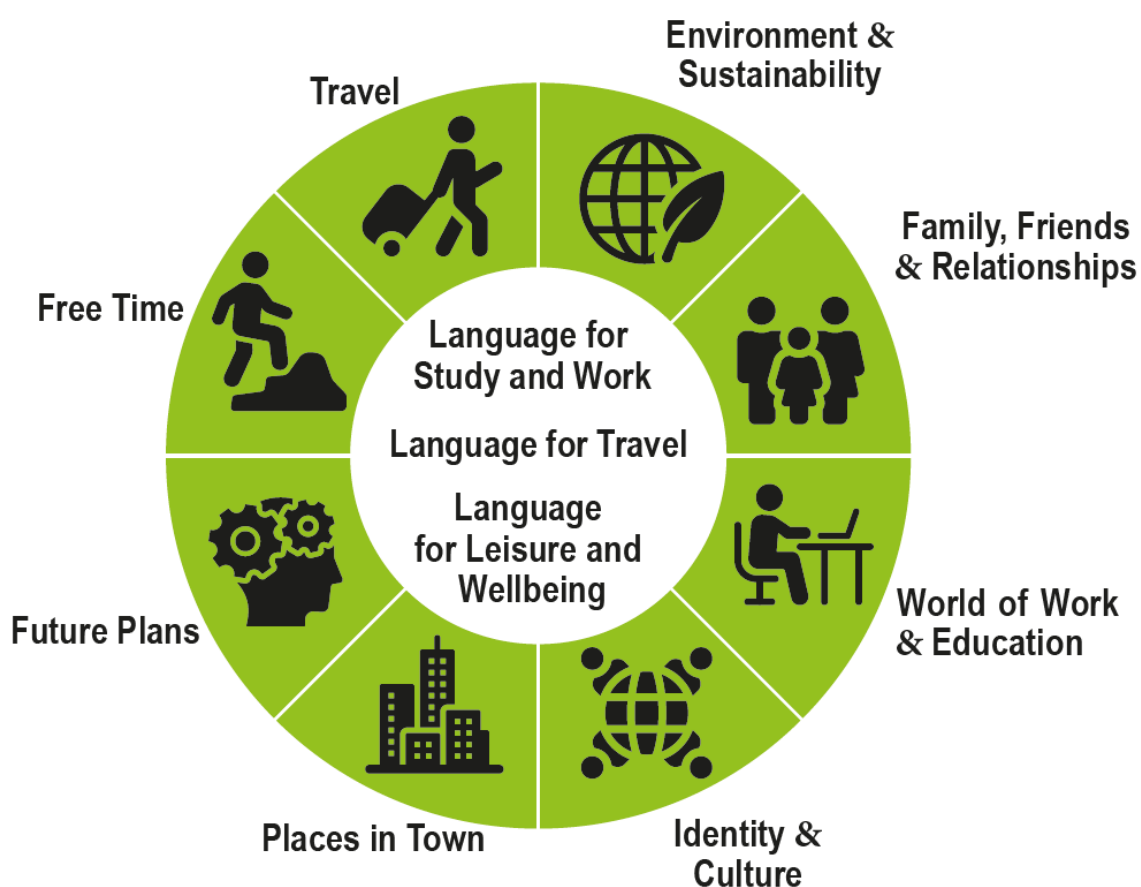 Environment &
Sustainability
Travel
Family, Friends
& Relationships
Free Time
Language for
Study and Work
Language for Travel
Language
for Leisure and
Wellbeing
World of Work
& Education
Future Plans
Places in Town
Identity &
Culture